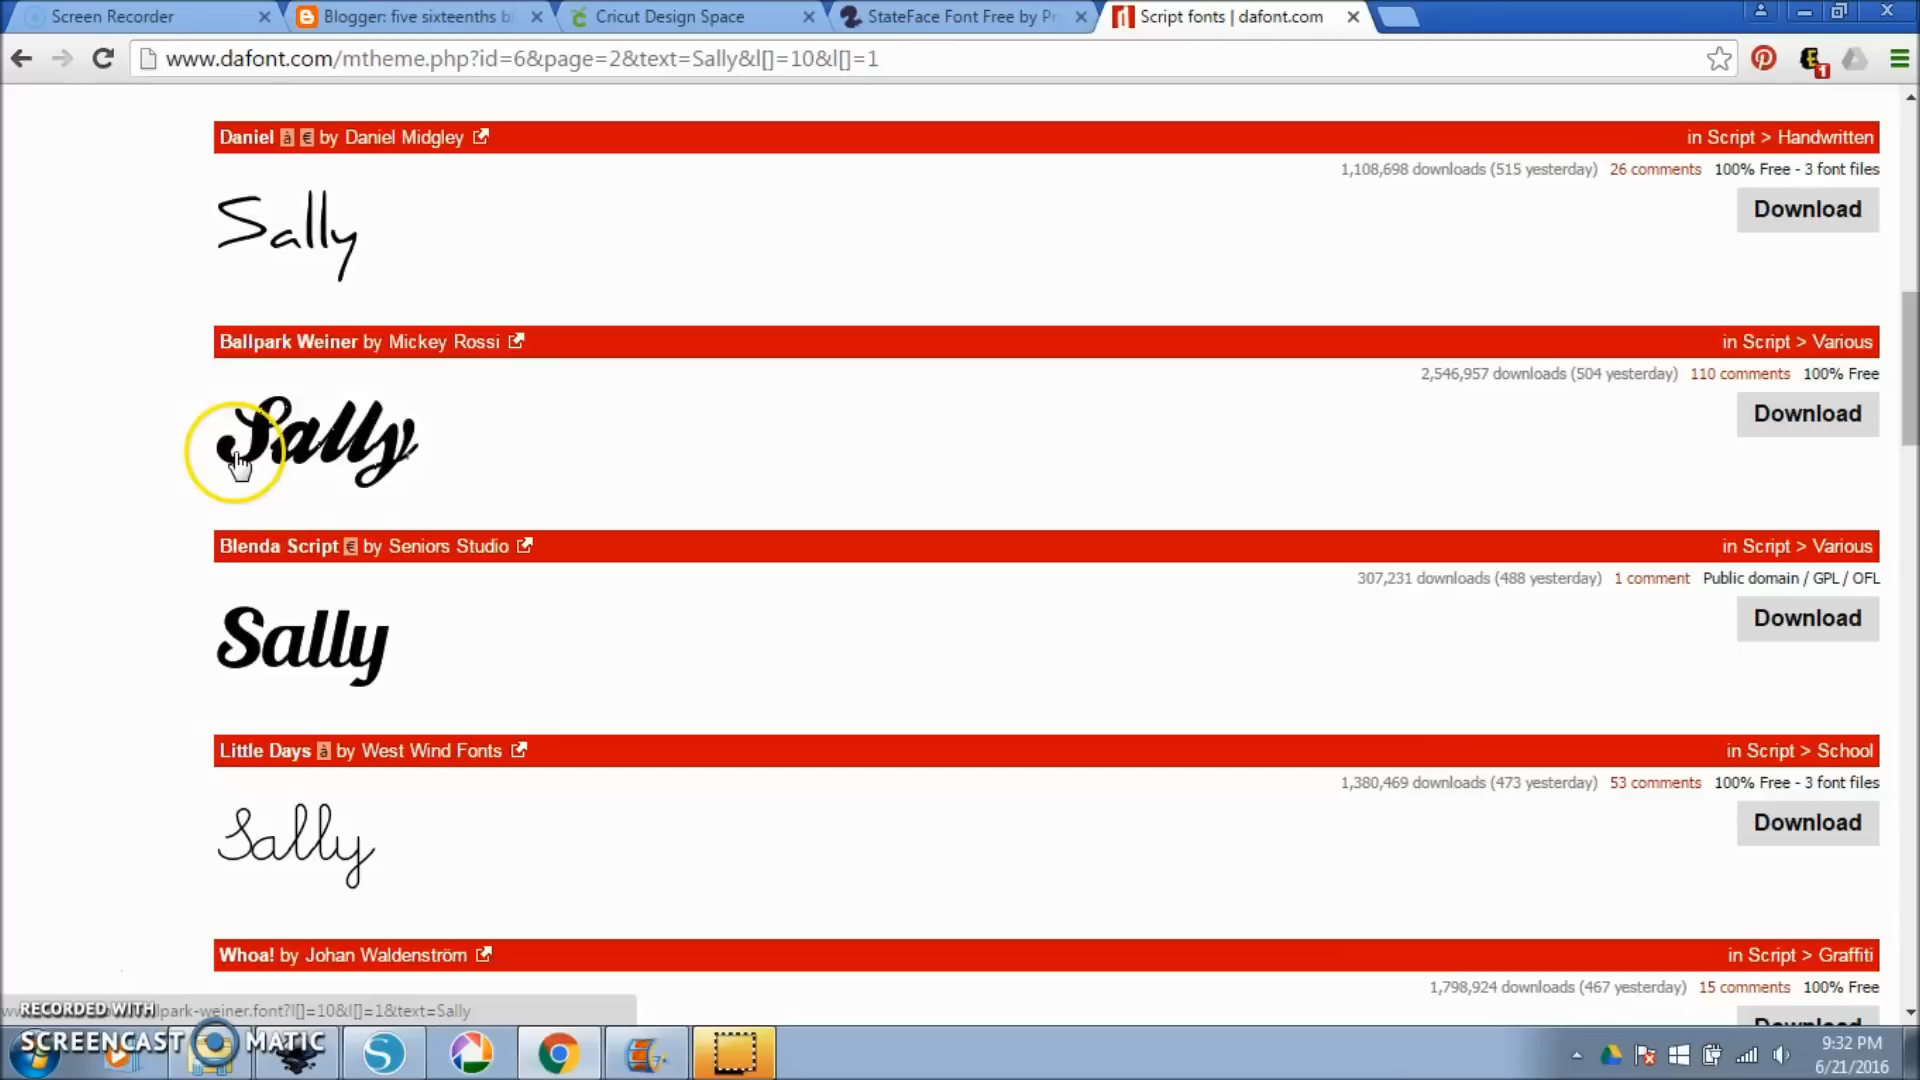 Screen Recorder
Blogger: five sixteenths b
Cricut Design Space
StateFace Font Free by Pr
Script fonts | dafont.com
www.dafont.com/mtheme.php?id=6&page=2&text=Sally&l[]=10&l[]=1
1
Daniel à € by Daniel Midgley
in Script > Handwritten
1,108,698 downloads (515 yesterday) 26 comments 100% Free - 3 font files
Sally
Download
Ballpark Weiner by Mickey Rossi
in Script > Various
2,546,957 downloads (504 yesterday) 110 comments 100% Free
Sally
Download
Blenda Script € by Seniors Studio
in Script > Various
307,231 downloads (488 yesterday) 1 comment Public domain / GPL / OFL
Sally
Download
Little Days à by West Wind Fonts
in Script > School
1,380,469 downloads (473 yesterday) 53 comments 100% Free - 3 font files
Sally
Download
Whoa! by Johan Waldenström
in Script > Graffiti
1,798,924 downloads (467 yesterday) 15 comments 100% Free
Download
RECORDED WITH
lpark-weiner.font?l[]=10&l[]=1&text=Sally
SCREENCAST MATIC
9:32 PM
6/21/2016